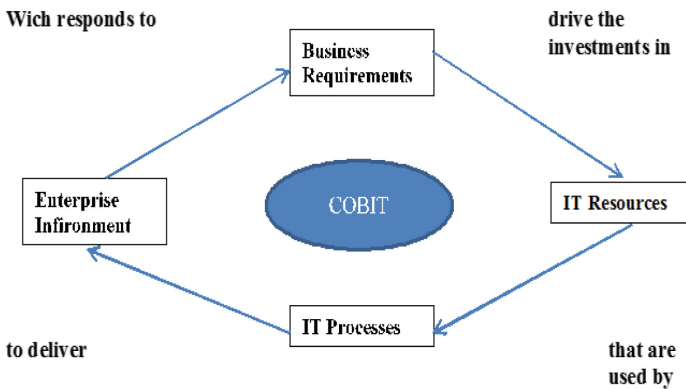 Wich responds to
drive the
investments in
Business
Requirements
Enterprise
Infironment
COBIT
IT Resources
IT Processes
to deliver
that are
used by